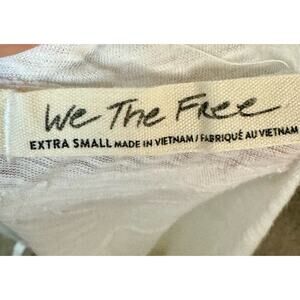 We The Free
EXTRA SMALL MADE IN VIETNAM / FABRIQUÉ AU VIETNAM